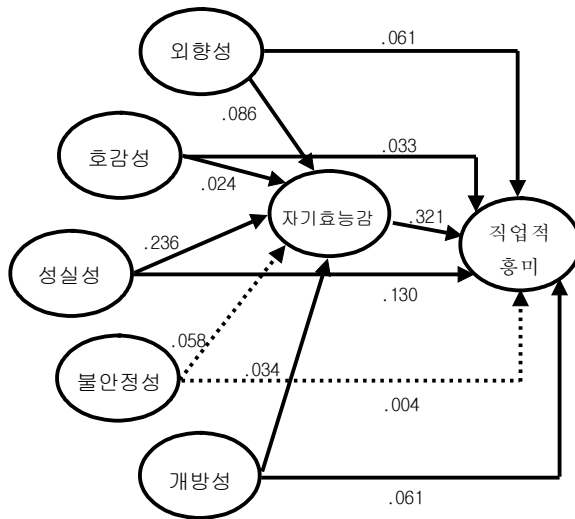 외향성
.061
.086
호감성
.033
.024
자기효능감
.321
직업적
흥미
.236
성실성
.130
.058
.034
불안정성
.004
개방성
.061